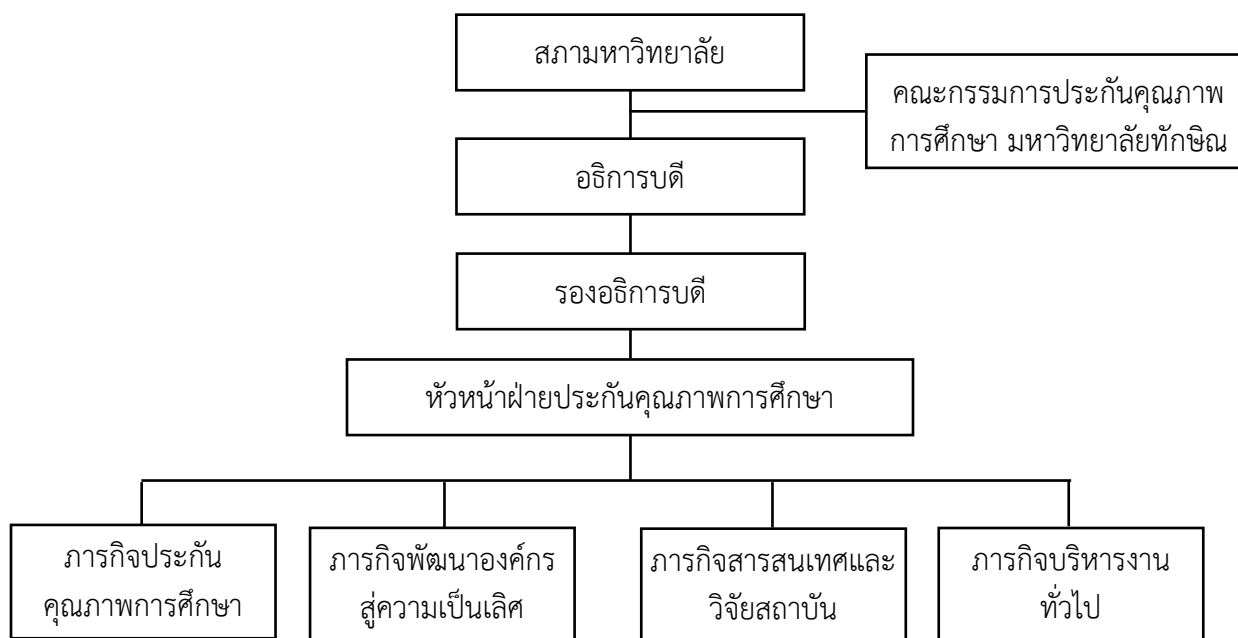 สภามหาวิทยาลัย
คณะกรรมการประกันคุณภาพ
การศึกษา มหาวิทยาลัยทักษิณ
อธิการบดี
รองอธิการบดี
หัวหน้าฝ่ายประกันคุณภาพการศึกษา
ภารกิจประกัน
คุณภาพการศึกษา
ภารกิจพัฒนาองค์กร
สู่ความเป็นเลิศ
ภารกิจสารสนเทศและ
วิจัยสถาบัน
ภารกิจบริหารงาน
ทั่วไป